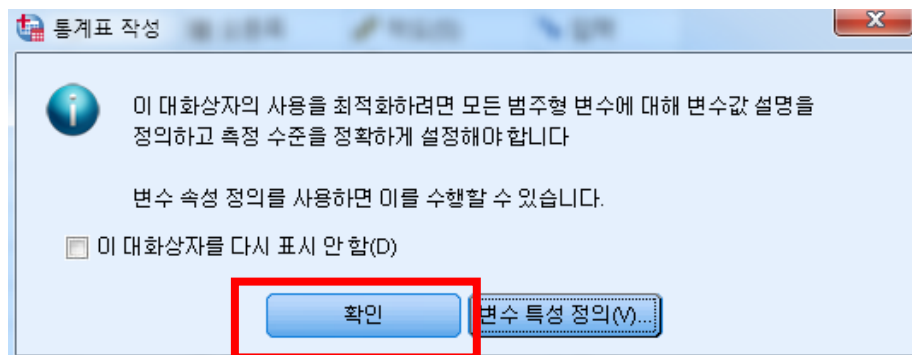 통계표 작성
이 대화상자의 사용을 최적화하려면 모든 범주형 변수에 대해 변수값 설명을
정의하고 측정 수준을 정확하게 설정해야 합니다
변수 속성 정의를 사용하면 이를 수행할 수 있습니다.
이 대화상자를 다시 표시 안 함(D)
확인
변수 특성 정의(V)...